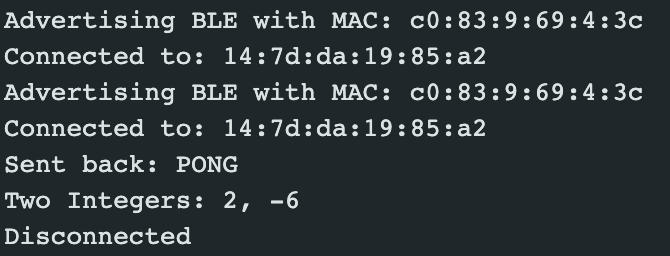 Advertising BLE with MAC: c0:83:9:69:4:3c
Connected to: 14:7d:da:19:85:a2
Advertising BLE with MAC: c0:83:9:69:4:3c
Connected to: 14:7d:da:19:85:a2
Sent back: PONG
Two Integers: 2, -6
Disconnected